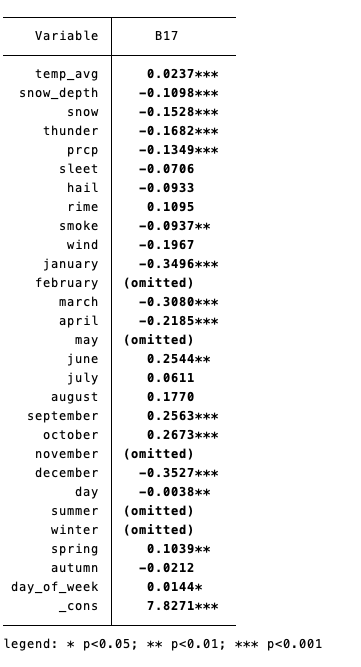 Variable B17
temp_avg 0.0237***
snow_depth -0.1098***
snow -0.1528***
thunder -0.1682***
prcp -0.1349***
sleet -0.0706
hail -0.0933
rime 0.1095
smoke -0.0937**
wind -0.1967
january -0.3496***
february (omitted)
march -0.3080***
april -0.2185***
may (omitted)
june 0.2544**
july 0.0611
august 0.1770
september 0.2563***
october 0.2673***
november (omitted)
december -0.3527***
day -0.0038**
summer (omitted)
winter (omitted)
spring 0.1039**
autumn -0.0212
day_of_week 0.0144*
_cons 7.8271***
legend: * p<0.05; ** p<0.01; *** p<0.001